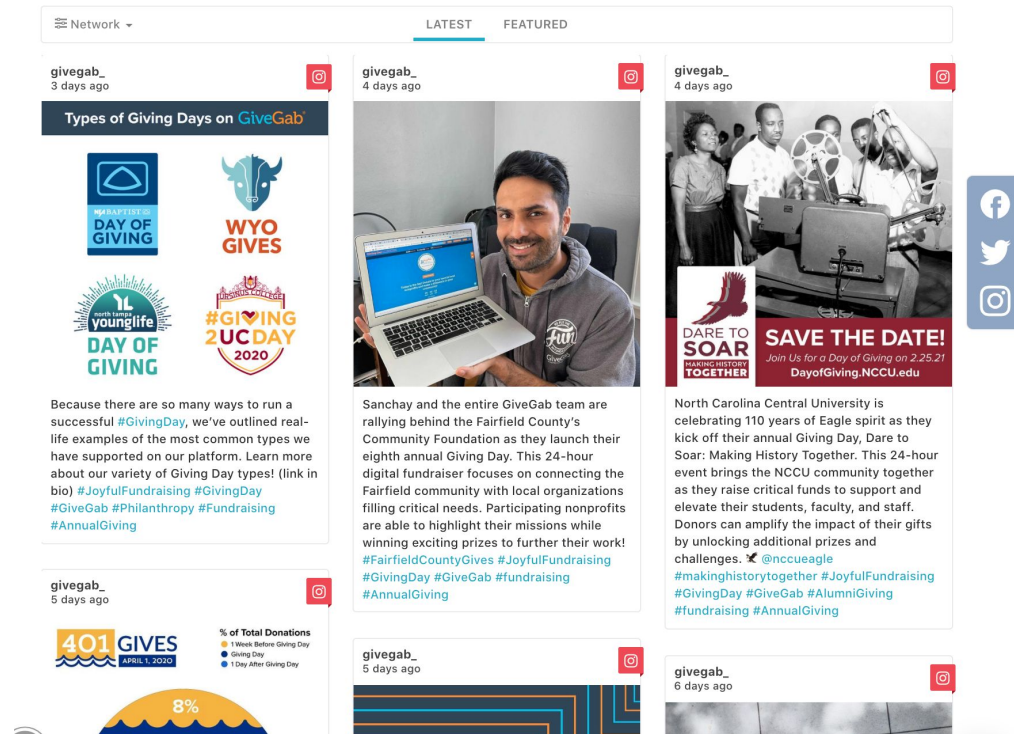 Network
LATEST
FEATURED
givegab_
3 days ago
Types of Giving Days on GiveGab®
BAPTIST
DAY OF
GIVING
WYO
GIVES
YL
north tampa
younglife
DAY OF
GIVING
URSINUS COLLEGE
#GIVING
2UCDAY
2020
Because there are so many ways to run a
successful #GivingDay, we’ve outlined real-
life examples of the most common types we
have supported on our platform. Learn more
about our variety of Giving Day types! (link in
bio) #JoyfulFundraising #GivingDay
#GiveGab #Philanthropy #Fundraising
#AnnualGiving
givegab_
5 days ago
401 GIVES
APRIL 1, 2020
% of Total Donations
1 Week Before Giving Day
Giving Day
1 Day After Giving Day
8%
givegab_
4 days ago
Fun
Sanchay and the entire GiveGab team are
rallying behind the Fairfield County’s
Community Foundation as they launch their
eighth annual Giving Day. This 24-hour
digital fundraiser focuses on connecting the
Fairfield community with local organizations
filling critical needs. Participating nonprofits
are able to highlight their missions while
winning exciting prizes to further their work!
#FairfieldCountyGives #JoyfulFundraising
#GivingDay #GiveGab #fundraising
#AnnualGiving
givegab_
5 days ago
givegab_
4 days ago
DARE TO
SOAR
MAKING HISTORY
TOGETHER
SAVE THE DATE!
Join Us for a Day of Giving on 2.25.21
DayofGiving.NCCU.edu
North Carolina Central University is
celebrating 110 years of Eagle spirit as they
kick off their annual Giving Day, Dare to
Soar: Making History Together. This 24-hour
event brings the NCCU community together
as they raise critical funds to support and
elevate their students, faculty, and staff.
Donors can amplify the impact of their gifts
by unlocking additional prizes and
challenges. 🦅 @nccueagle
#makinghistorytogether #JoyfulFundraising
#GivingDay #GiveGab #AlumniGiving
#fundraising #AnnualGiving
givegab_
6 days ago